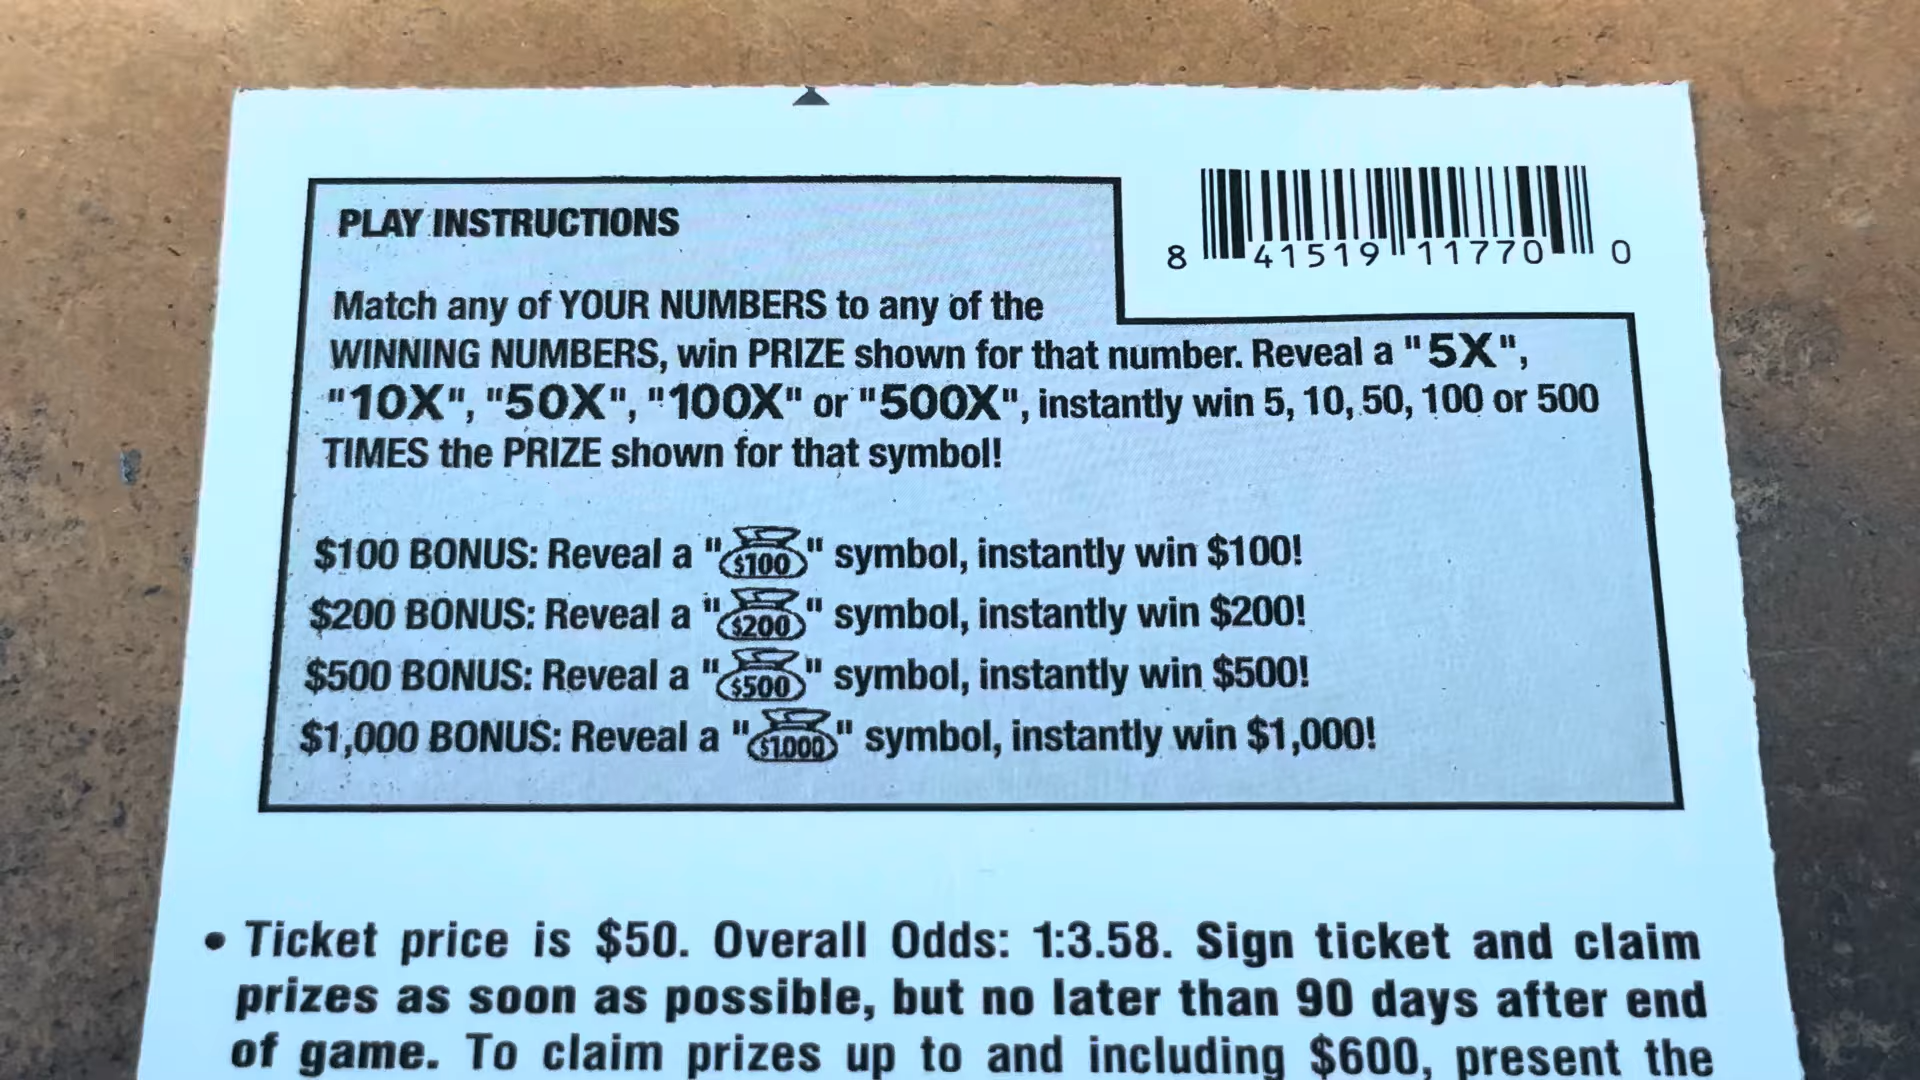 PLAY INSTRUCTIONS
8 41519 11770 0
Match any of YOUR NUMBERS to any of the
WINNING NUMBERS, win PRIZE shown for that number. Reveal a "5X",
"10X", "50X", "100X" or "500X", instantly win 5, 10, 50, 100 or 500
TIMES the PRIZE shown for that symbol!
$100 BONUS: Reveal a "$100" symbol, instantly win $100!
$200 BONUS: Reveal a "$200" symbol, instantly win $200!
$500 BONUS: Reveal a "$500" symbol, instantly win $500!
$1,000 BONUS: Reveal a "$1,000" symbol, instantly win $1,000!
• Ticket price is $50. Overall Odds: 1:3.58. Sign ticket and claim
prizes as soon as possible, but no later than 90 days after end
of game. To claim prizes up to and including $600, present the